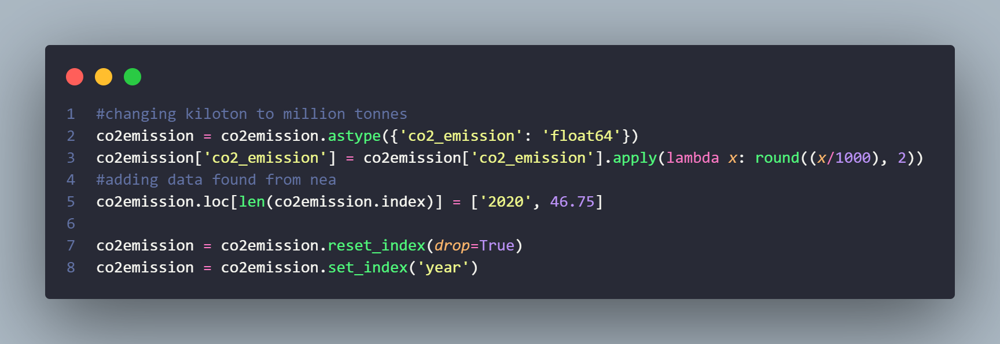 1 #changing kiloton to million tonnes
2 co2emission = co2emission.astype({'co2_emission': 'float64'})
3 co2emission['co2_emission'] = co2emission['co2_emission'].apply(lambda x: round((x/1000), 2))
4 #adding data found from nea
5 co2emission.loc[len(co2emission.index)] = ['2020', 46.75]
6
7 co2emission = co2emission.reset_index(drop=True)
8 co2emission = co2emission.set_index('year')